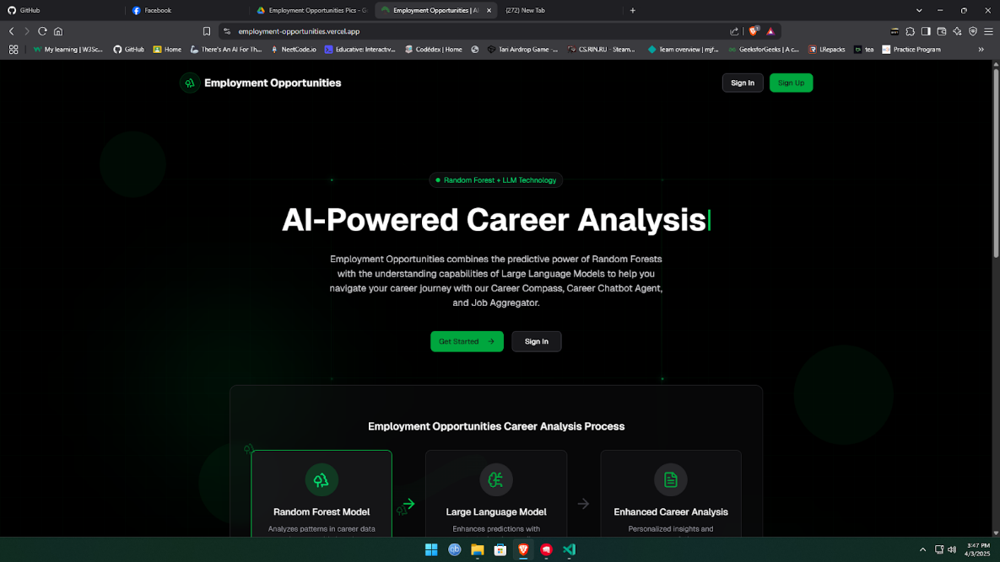 GitHub
Facebook
Employment Opportunities Pics - G
Employment Opportunities | AI
(272) New Tab
employment-opportunities.vercel.app
My learning | W3Sc...
GitHub
Home
There's An AI For Th...
NeetCode.io
Educative: Interactiv...
Codédex | Home
Tari Airdrop Game -...
CS.RIN.RU - Steam...
Team overview | mjf...
GeeksforGeeks | A c...
LRepacks
tea
Practice Program
Employment Opportunities
Sign In
Sign Up
Random Forest + LLM Technology
AI-Powered Career Analysis
Employment Opportunities combines the predictive power of Random Forests
with the understanding capabilities of Large Language Models to help you
navigate your career journey with our Career Compass, Career Chatbot Agent,
and Job Aggregator.
Get Started
Sign In
Employment Opportunities Career Analysis Process
Random Forest Model
Analyzes patterns in career data
Large Language Model
Enhances predictions with
Enhanced Career Analysis
Personalized insights and
3:47 PM
4/3/2025